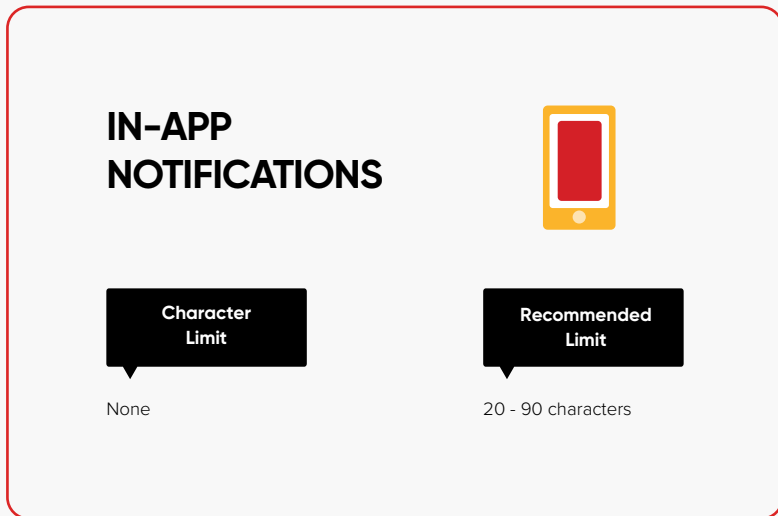 IN-APP
NOTIFICATIONS
Character
Limit
None
Recommended
Limit
20 - 90 characters